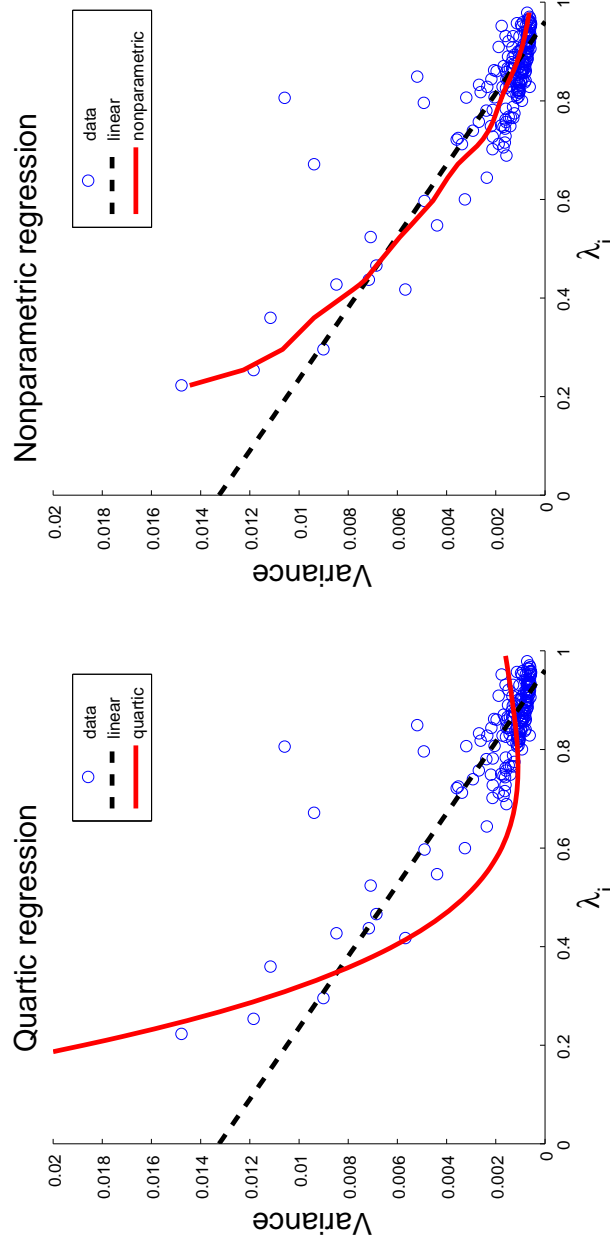 Quartic regression
data
linear
quartic
Variance
0.02
0.018
0.016
0.014
0.012
0.01
0.008
0.006
0.004
0.002
0
0 0.2 0.4 0.6 0.8 1
λi
Nonparametric regression
data
linear
nonparametric
Variance
0.02
0.018
0.016
0.014
0.012
0.01
0.008
0.006
0.004
0.002
0
0 0.2 0.4 0.6 0.8 1
λi